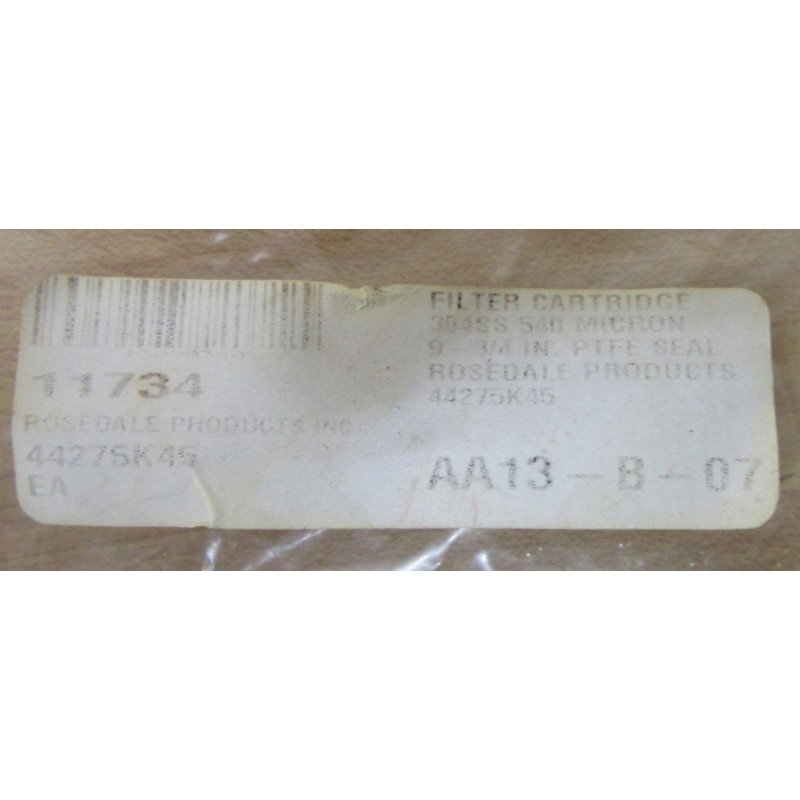 11734
ROSEDALE PRODUCTS INC.
44275K45
EA
FILTER CARTRIDGE
304SS 540 MICRON
9- 3/4 IN. PTFE SEAL
ROSEDALE PRODUCTS
44275K45
AA13-B-07